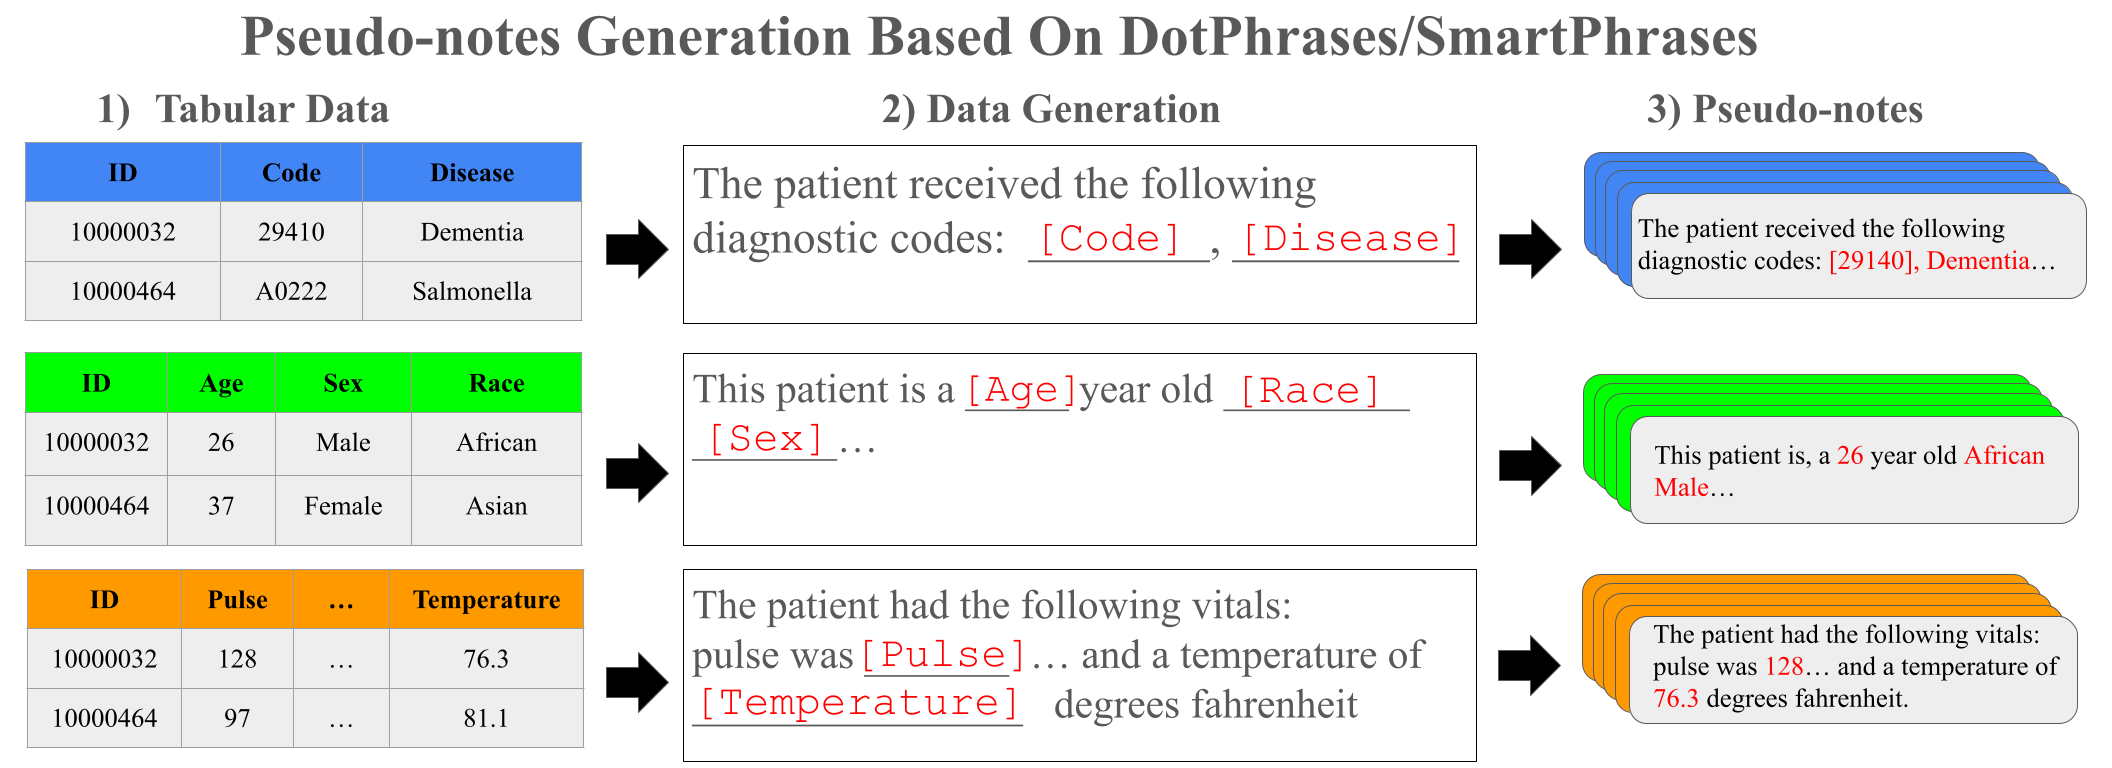 Pseudo-notes Generation Based On DotPhrases/SmartPhrases
1) Tabular Data
2) Data Generation
3) Pseudo-notes
ID Code Disease
10000032 29410 Dementia
10000464 A0222 Salmonella
The patient received the following
diagnostic codes: [Code] , [Disease]
The patient received the following
diagnostic codes: [29140], Dementia…
ID Age Sex Race
10000032 26 Male African
10000464 37 Female Asian
This patient is a [Age] year old [Race]
[Sex] …
This patient is, a 26 year old African
Male…
ID Pulse … Temperature
10000032 128 … 76.3
10000464 97 … 81.1
The patient had the following vitals:
pulse was [Pulse] … and a temperature of
[Temperature] degrees fahrenheit
The patient had the following vitals:
pulse was 128… and a temperature of
76.3 degrees fahrenheit.